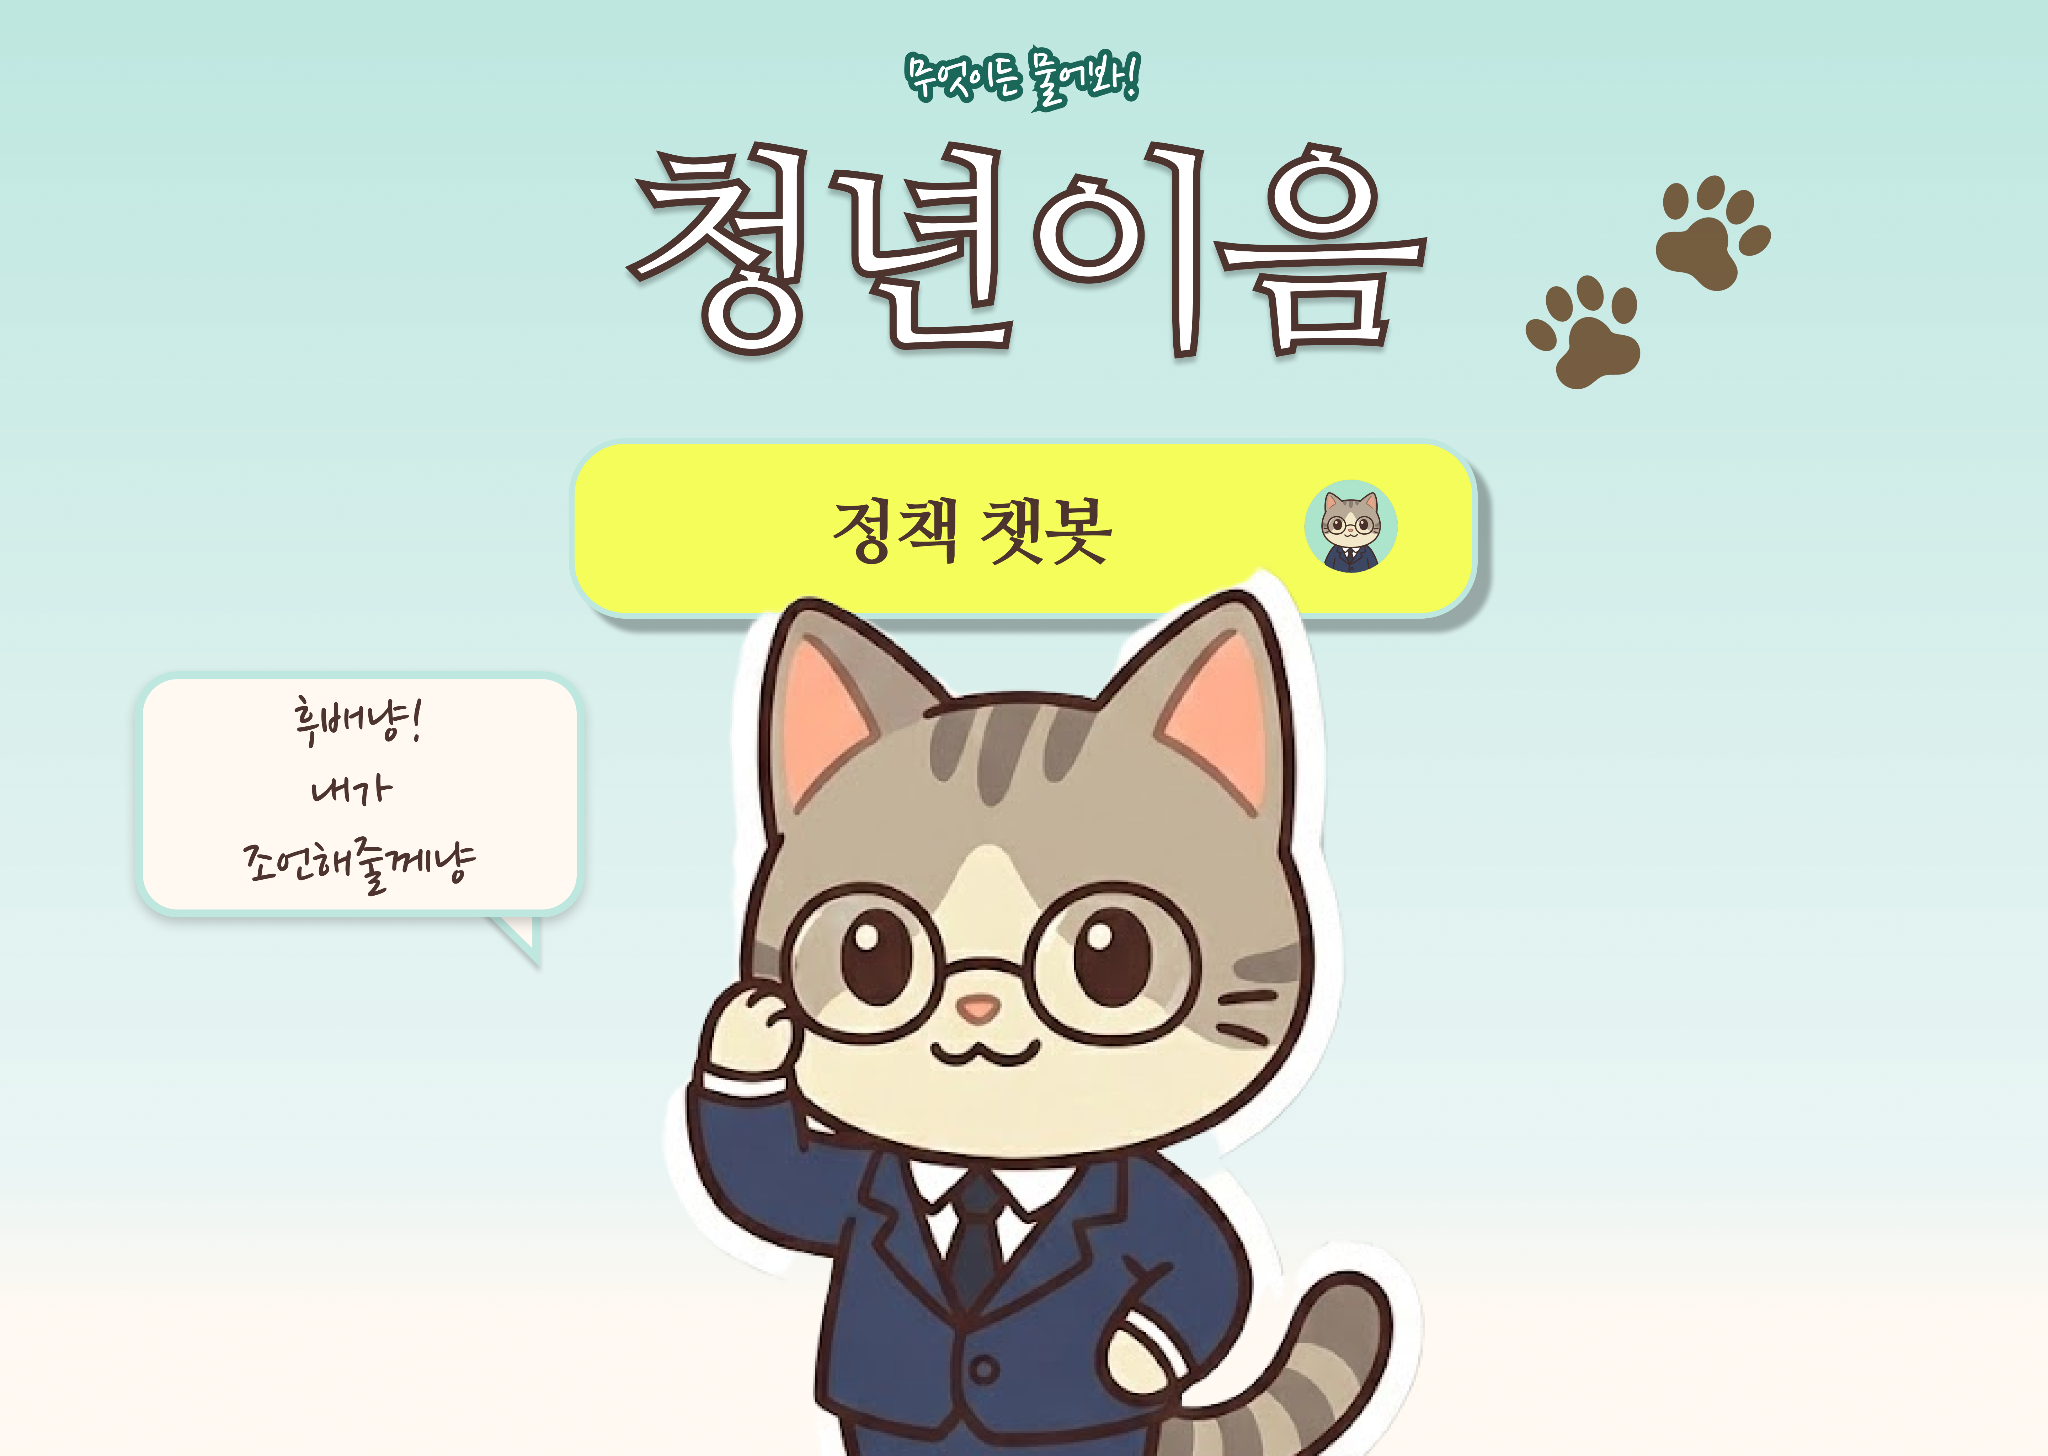 무엇이든 물어봐!
청년이음
정책 챗봇
후배냥!
내가
조언해줄께냥